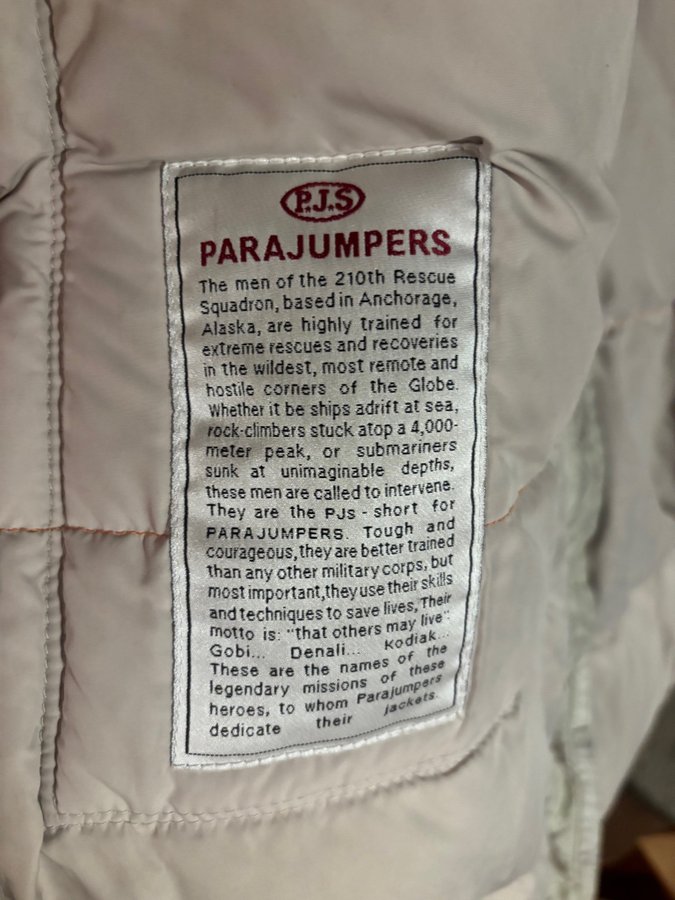 P.J.S
PARAJUMPERS
The men of the 210th Rescue
Squadron, based in Anchorage,
Alaska, are highly trained for
extreme rescues and recoveries
in the wildest, most remote and
hostile corners of the Globe.
Whether it be ships adrift at sea,
rock-climbers stuck atop a 4,000-
meter peak, or submariners
sunk at unimaginable depths,
these men are called to intervene.
They are the PJs - short for
PARAJUMPERS. Tough and
courageous, they are better trained
than any other military corps, but
most important, they use their skills
and techniques to save lives, Their
motto is: "that others may live".
Gobi... Denali... Kodiak...
These are the names of the
legendary missions of these
heroes, to whom Parajumpers
dedicate their jackets.